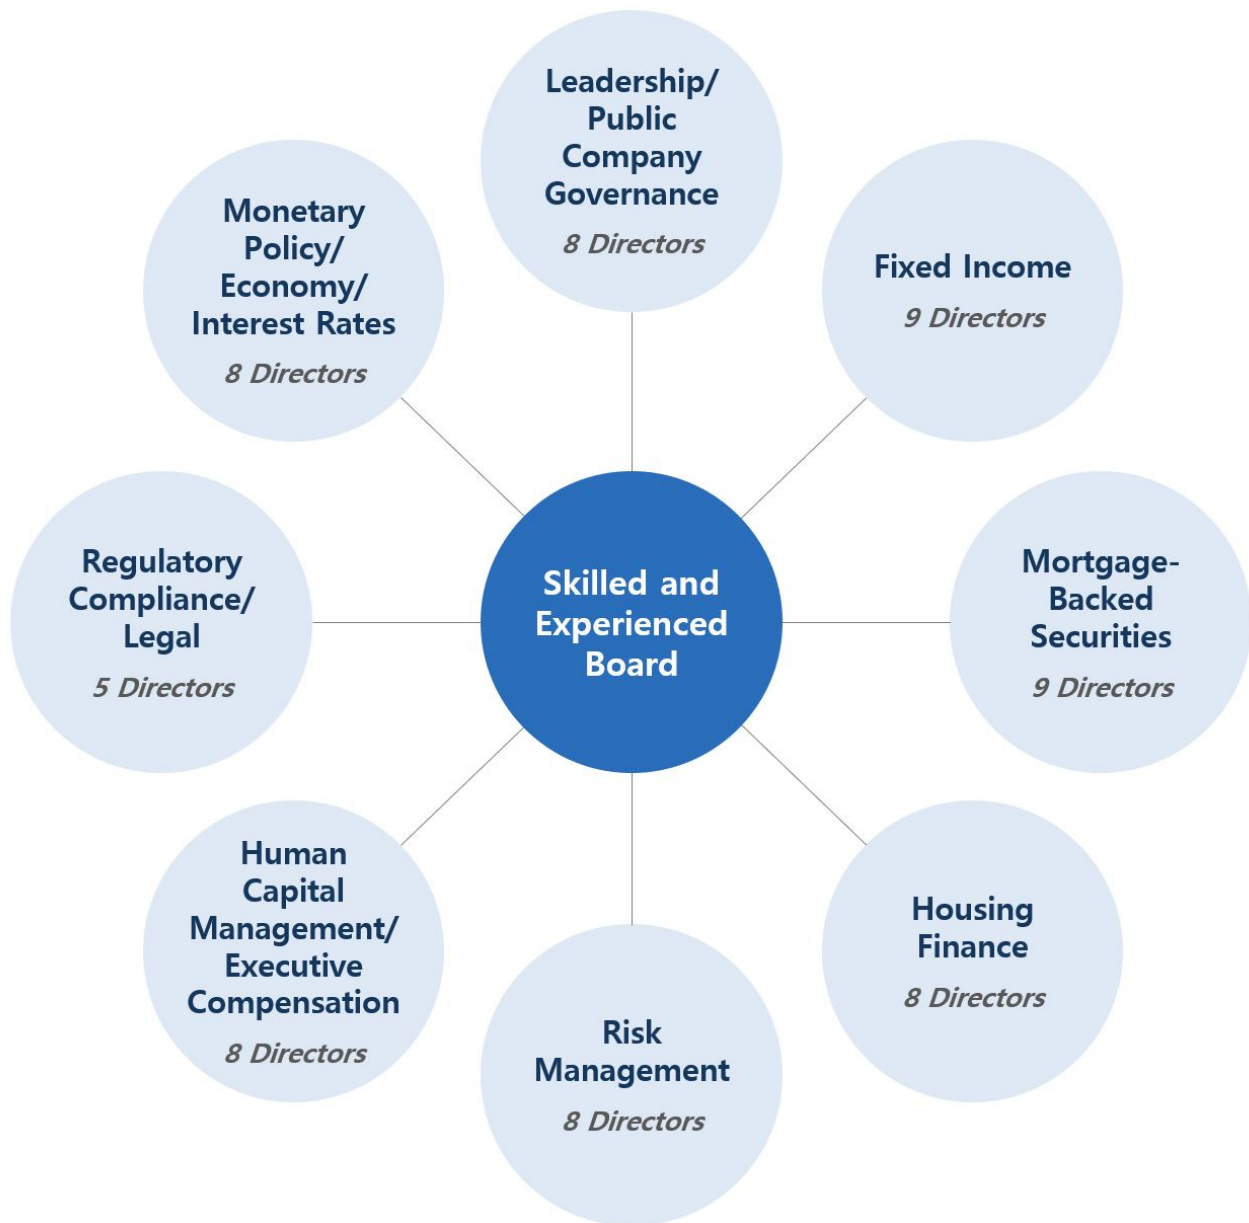 Leadership/
Public
Company
Governance
8 Directors
Fixed Income
9 Directors
Mortgage-
Backed
Securities
9 Directors
Housing
Finance
8 Directors
Risk
Management
8 Directors
Human
Capital
Management/
Executive
Compensation
8 Directors
Regulatory
Compliance/
Legal
5 Directors
Monetary
Policy/
Economy/
Interest Rates
8 Directors
Skilled and
Experienced
Board